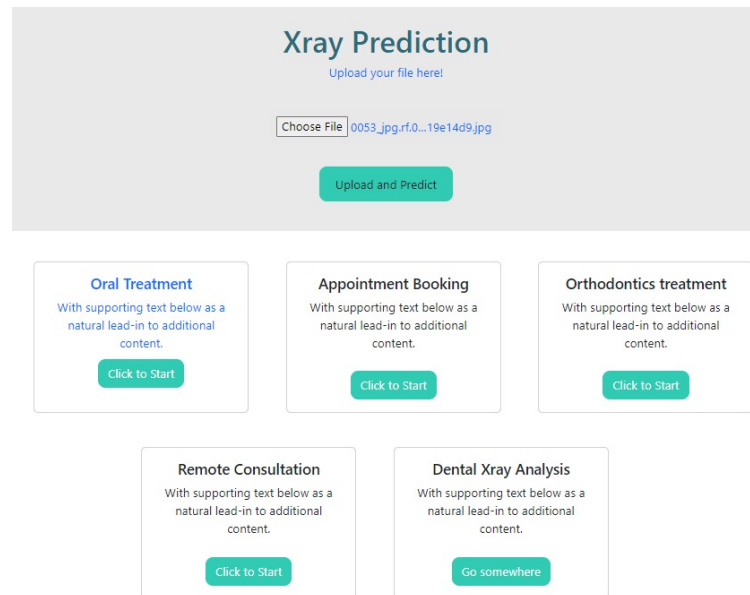 Xray Prediction
Upload your file here!
Choose File 0053_jpg.rf.0...19e14d9.jpg
Upload and Predict
Oral Treatment
With supporting text below as a
natural lead-in to additional
content.
Click to Start
Appointment Booking
With supporting text below as a
natural lead-in to additional
content.
Click to Start
Orthodontics treatment
With supporting text below as a
natural lead-in to additional
content.
Click to Start
Remote Consultation
With supporting text below as a
natural lead-in to additional
content.
Click to Start
Dental Xray Analysis
With supporting text below as a
natural lead-in to additional
content.
Go somewhere